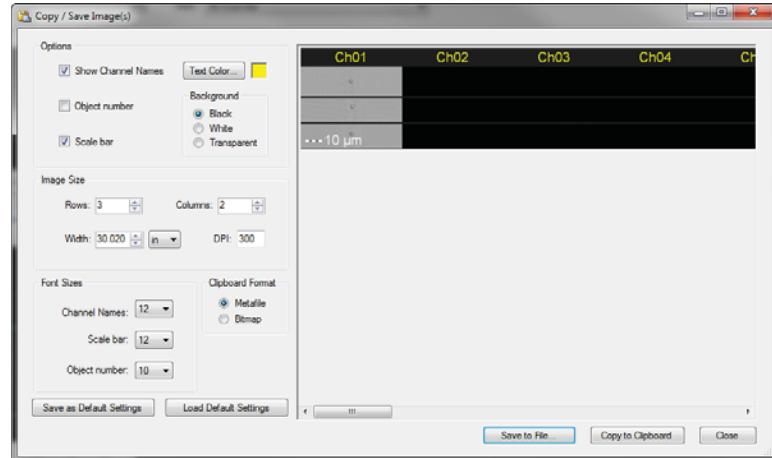 Copy / Save Image(s)
Options
Show Channel Names
Text Color...
Object number
Scale bar
Background
Black
White
Transparent
Image Size
Rows: 3
Columns: 2
Width: 30.020 in
DPI: 300
Font Sizes
Channel Names: 12
Scale bar: 12
Object number: 10
Clipboard Format
Metafile
Bitmap
Save as Default Settings
Load Default Settings
Ch01 Ch02 Ch03 Ch04 Ch
10 µm
Save to File...
Copy to Clipboard
Close